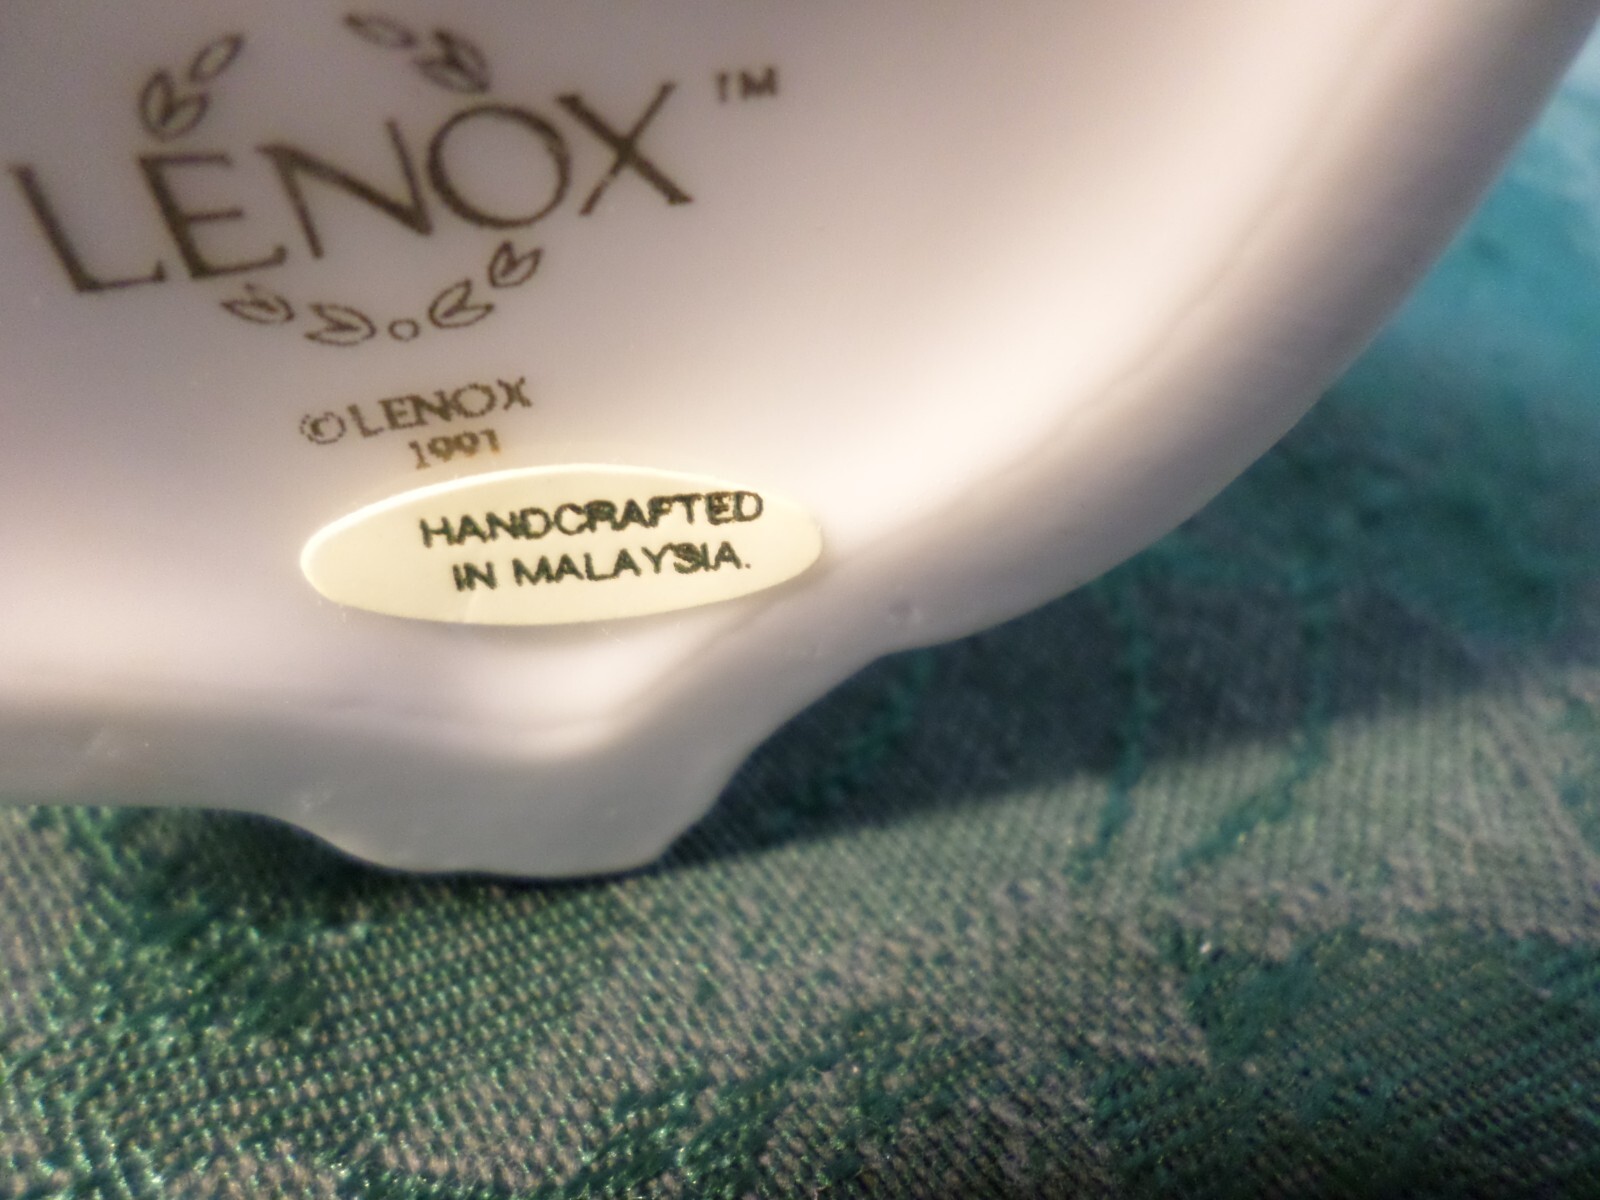 LENOX™
©LENOX
1991
HANDCRAFTED
IN MALAYSIA.